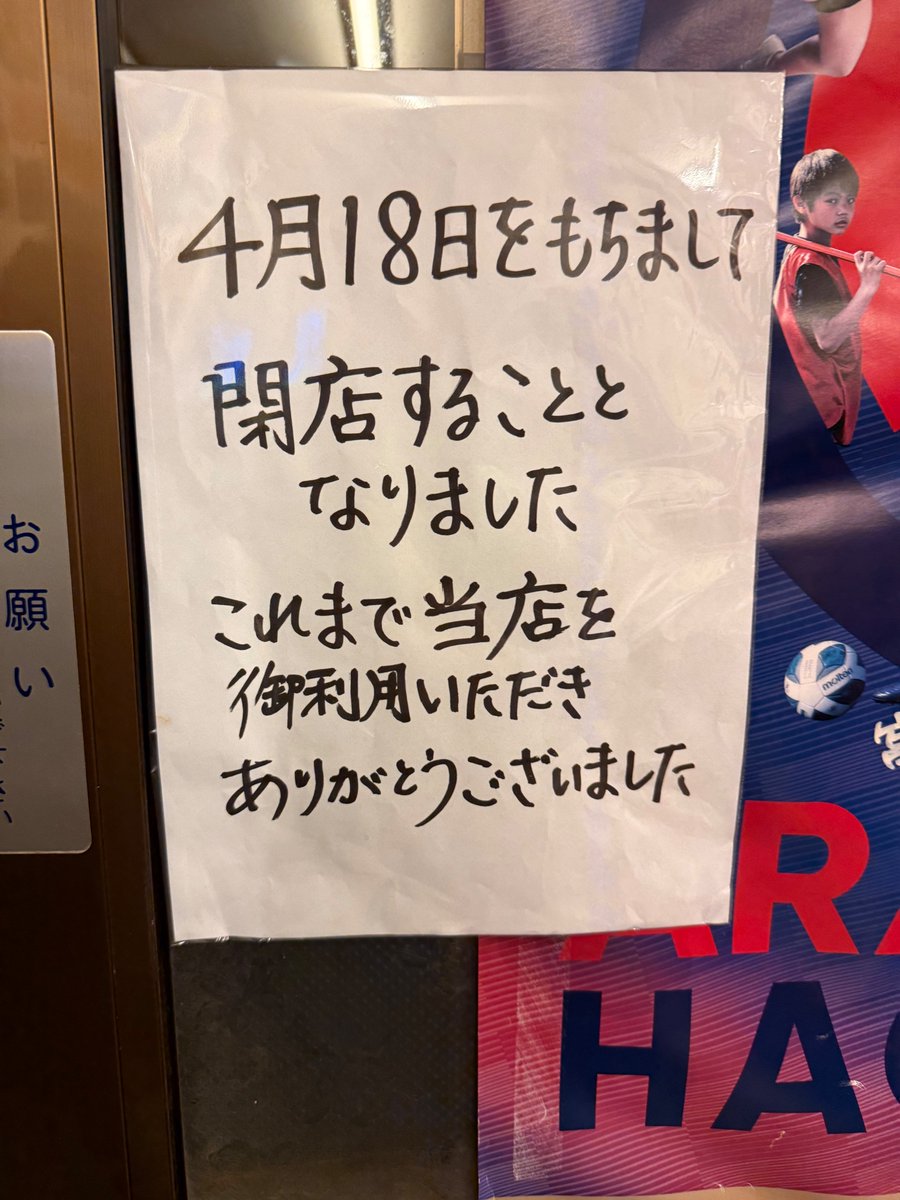 4月18日をもちまして
閉店することと
なりました
これまで当店を
御利用いただき
ありがとうございました
お願い
molten
宮
HA